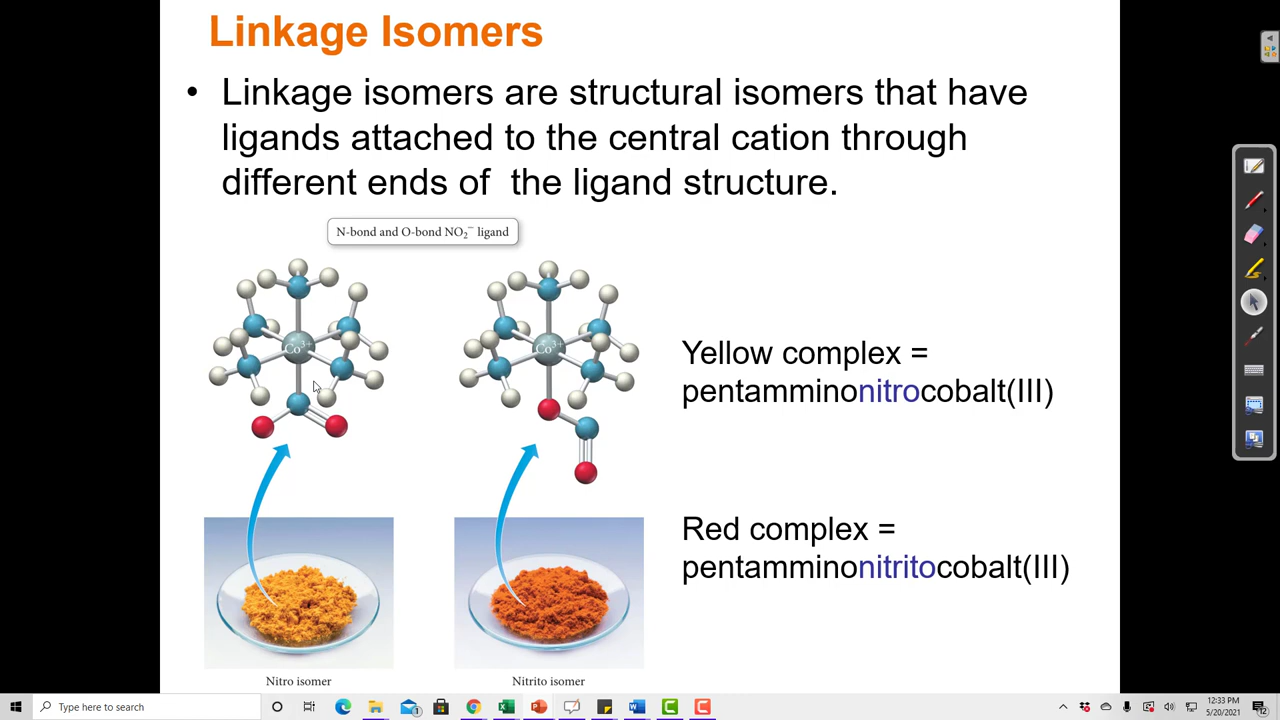 Linkage Isomers
• Linkage isomers are structural isomers that have
ligands attached to the central cation through
different ends of  the ligand structure.
N-bond and O-bond NO₂⁻ ligand
Co³⁺
Co³⁺
Yellow complex =
pentamminonitrocobalt(III)
Red complex =
pentamminonitritocobalt(III)
Nitro isomer
Nitrito isomer
Type here to search
12:33 PM
5/20/2021